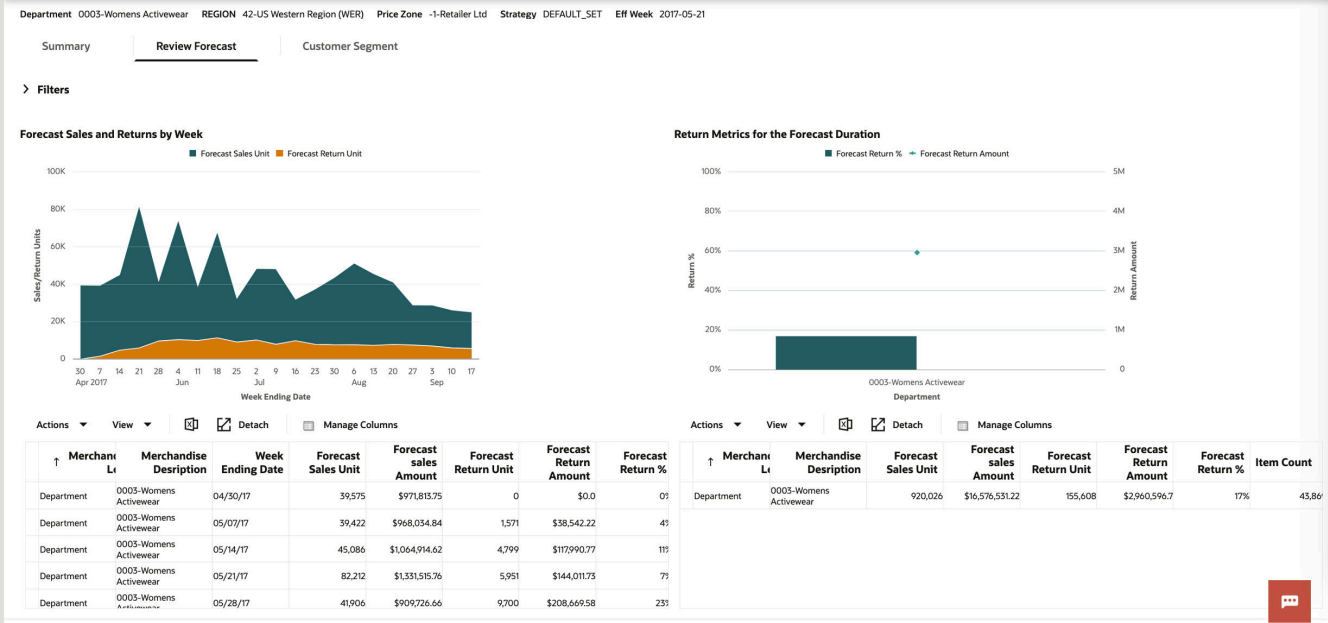 Department 0003-Womens Activewear REGION 42-US Western Region (WER) Price Zone -1-Retailer Ltd Strategy DEFAULT_SET Eff Week 2017-05-21
Summary Review Forecast Customer Segment
Filters
Forecast Sales and Returns by Week
Forecast Sales Unit Forecast Return Unit
100K
80K
60K
40K
20K
0
Sales/Return Units
30 7 14 21 28 4 11 18 25 2 9 16 23 30 6 13 20 27 3 10 17
Apr 2017 Jun Jul Aug Sep
Week Ending Date
Return Metrics for the Forecast Duration
Forecast Return % Forecast Return Amount
100% 5M
80% 4M
60% 3M
40% 2M
20% 1M
0% 0
Return %
Return Amount
0003-Womens Activewear
Department
Actions View Detach Manage Columns
Merchan Merchandise Week Forecast Forecast Forecast Forecast Forecast
L Desription Ending Date Sales Unit sales Amount Return Unit Return Amount Return %
Department 0003-Womens Activewear 04/30/17 39,575 $971,813.75 0 $0.0 0%
Department 0003-Womens Activewear 05/07/17 39,422 $968,034.84 1,571 $38,542.22 4%
Department 0003-Womens Activewear 05/14/17 45,086 $1,064,914.62 4,799 $117,990.77 11%
Department 0003-Womens Activewear 05/21/17 82,212 $1,331,515.76 5,951 $144,011.73 7%
Department 0003-Womens 05/28/17 41,906 $909,726.66 9,700 $208,669.58 23%
Actions View Detach Manage Columns
Merchan Merchandise Forecast Forecast Forecast Forecast Forecast Item Count
L Desription Sales Unit sales Amount Return Unit Return Amount Return %
Department 0003-Womens Activewear 920,026 $16,576,531.22 155,608 $2,960,596.7 17% 43,86